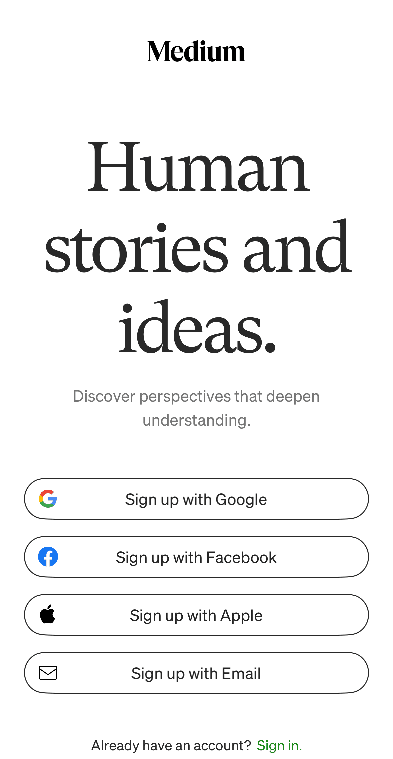 Medium
Human
stories and
ideas.
Discover perspectives that deepen
understanding.
Sign up with Google
Sign up with Facebook
Sign up with Apple
Sign up with Email
Already have an account? Sign in.